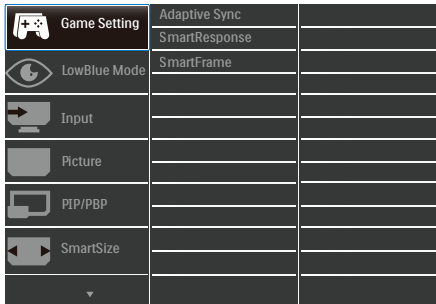 Game Setting
LowBlue Mode
Input
Picture
PIP/PBP
SmartSize
Adaptive Sync
SmartResponse
SmartFrame